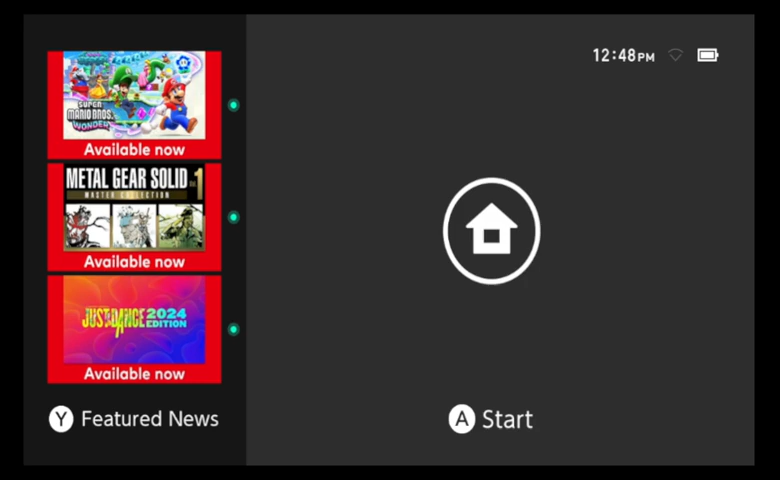 12:48PM
SUPER
MARIO BROS.
WONDER
Available now
METAL GEAR SOLID
MASTER COLLECTION
1
Available now
JUST DANCE 2024
EDITION
Available now
Y Featured News
A Start